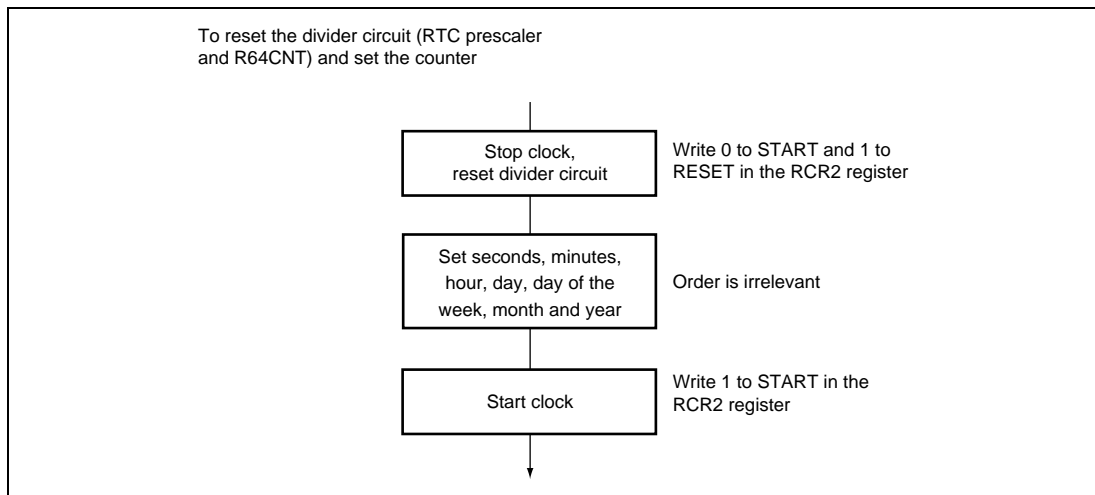 To reset the divider circuit (RTC prescaler
and R64CNT) and set the counter
Stop clock,
reset divider circuit
Write 0 to START and 1 to
RESET in the RCR2 register
Set seconds, minutes,
hour, day, day of the
week, month and year
Order is irrelevant
Start clock
Write 1 to START in the
RCR2 register